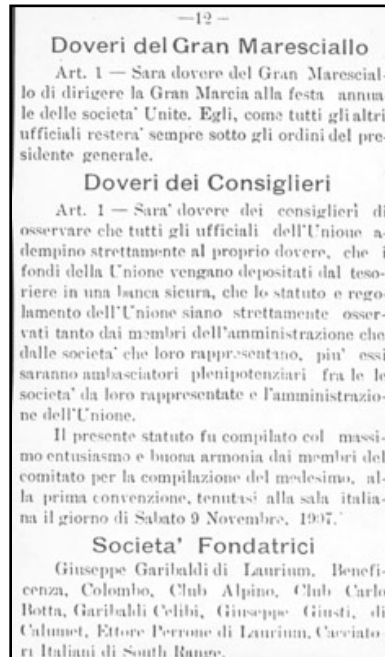 —12—
Doveri del Gran Maresciallo
Art. 1 — Sara dovere del Gran Marescial-
lo di dirigere la Gran Marcia alla festa annua-
le delle societa' Unite. Egli, come tutti gli altri
ufficiali restera' sempre sotto gli ordini del pre-
sidente generale.
Doveri dei Consiglieri
Art. 1 — Sara' dovere dei consiglieri di
osservare che tutti gli ufficiali dell'Unione a-
dempino strettamente al proprio dovere, che i
fondi della Unione vengano depositati dal teso-
riere in una banca sicura, che lo statuto e rego-
lamento dell'Unione siano strettamente osser-
vati tanto dai membri dell'amministrazione che
dalle societa' che loro rappresentano, piu' essi
saranno ambasciatori plenipotenziari fra le le
societa' da loro rappresentate e l'amministrazio-
ne dell'Unione.
Il presente statuto fu compilato col massi-
mo entusiasmo e buona armonia dai membri del
comitato per la compilazione del medesimo, al-
la prima convenzione, tenutasi alla sala italia-
na il giorno di Sabato 9 Novembre, 1907.
Societa' Fondatrici
Giuseppe Garibaldi di Laurium, Benefi-
cenza, Colombo, Club Alpino, Club Carlo
Botta, Garibaldi Celibi, Giuseppe Giusti, di
Calumet, Ettore Perrone di Laurium, Cacciato-
ri Italiani di South Range.